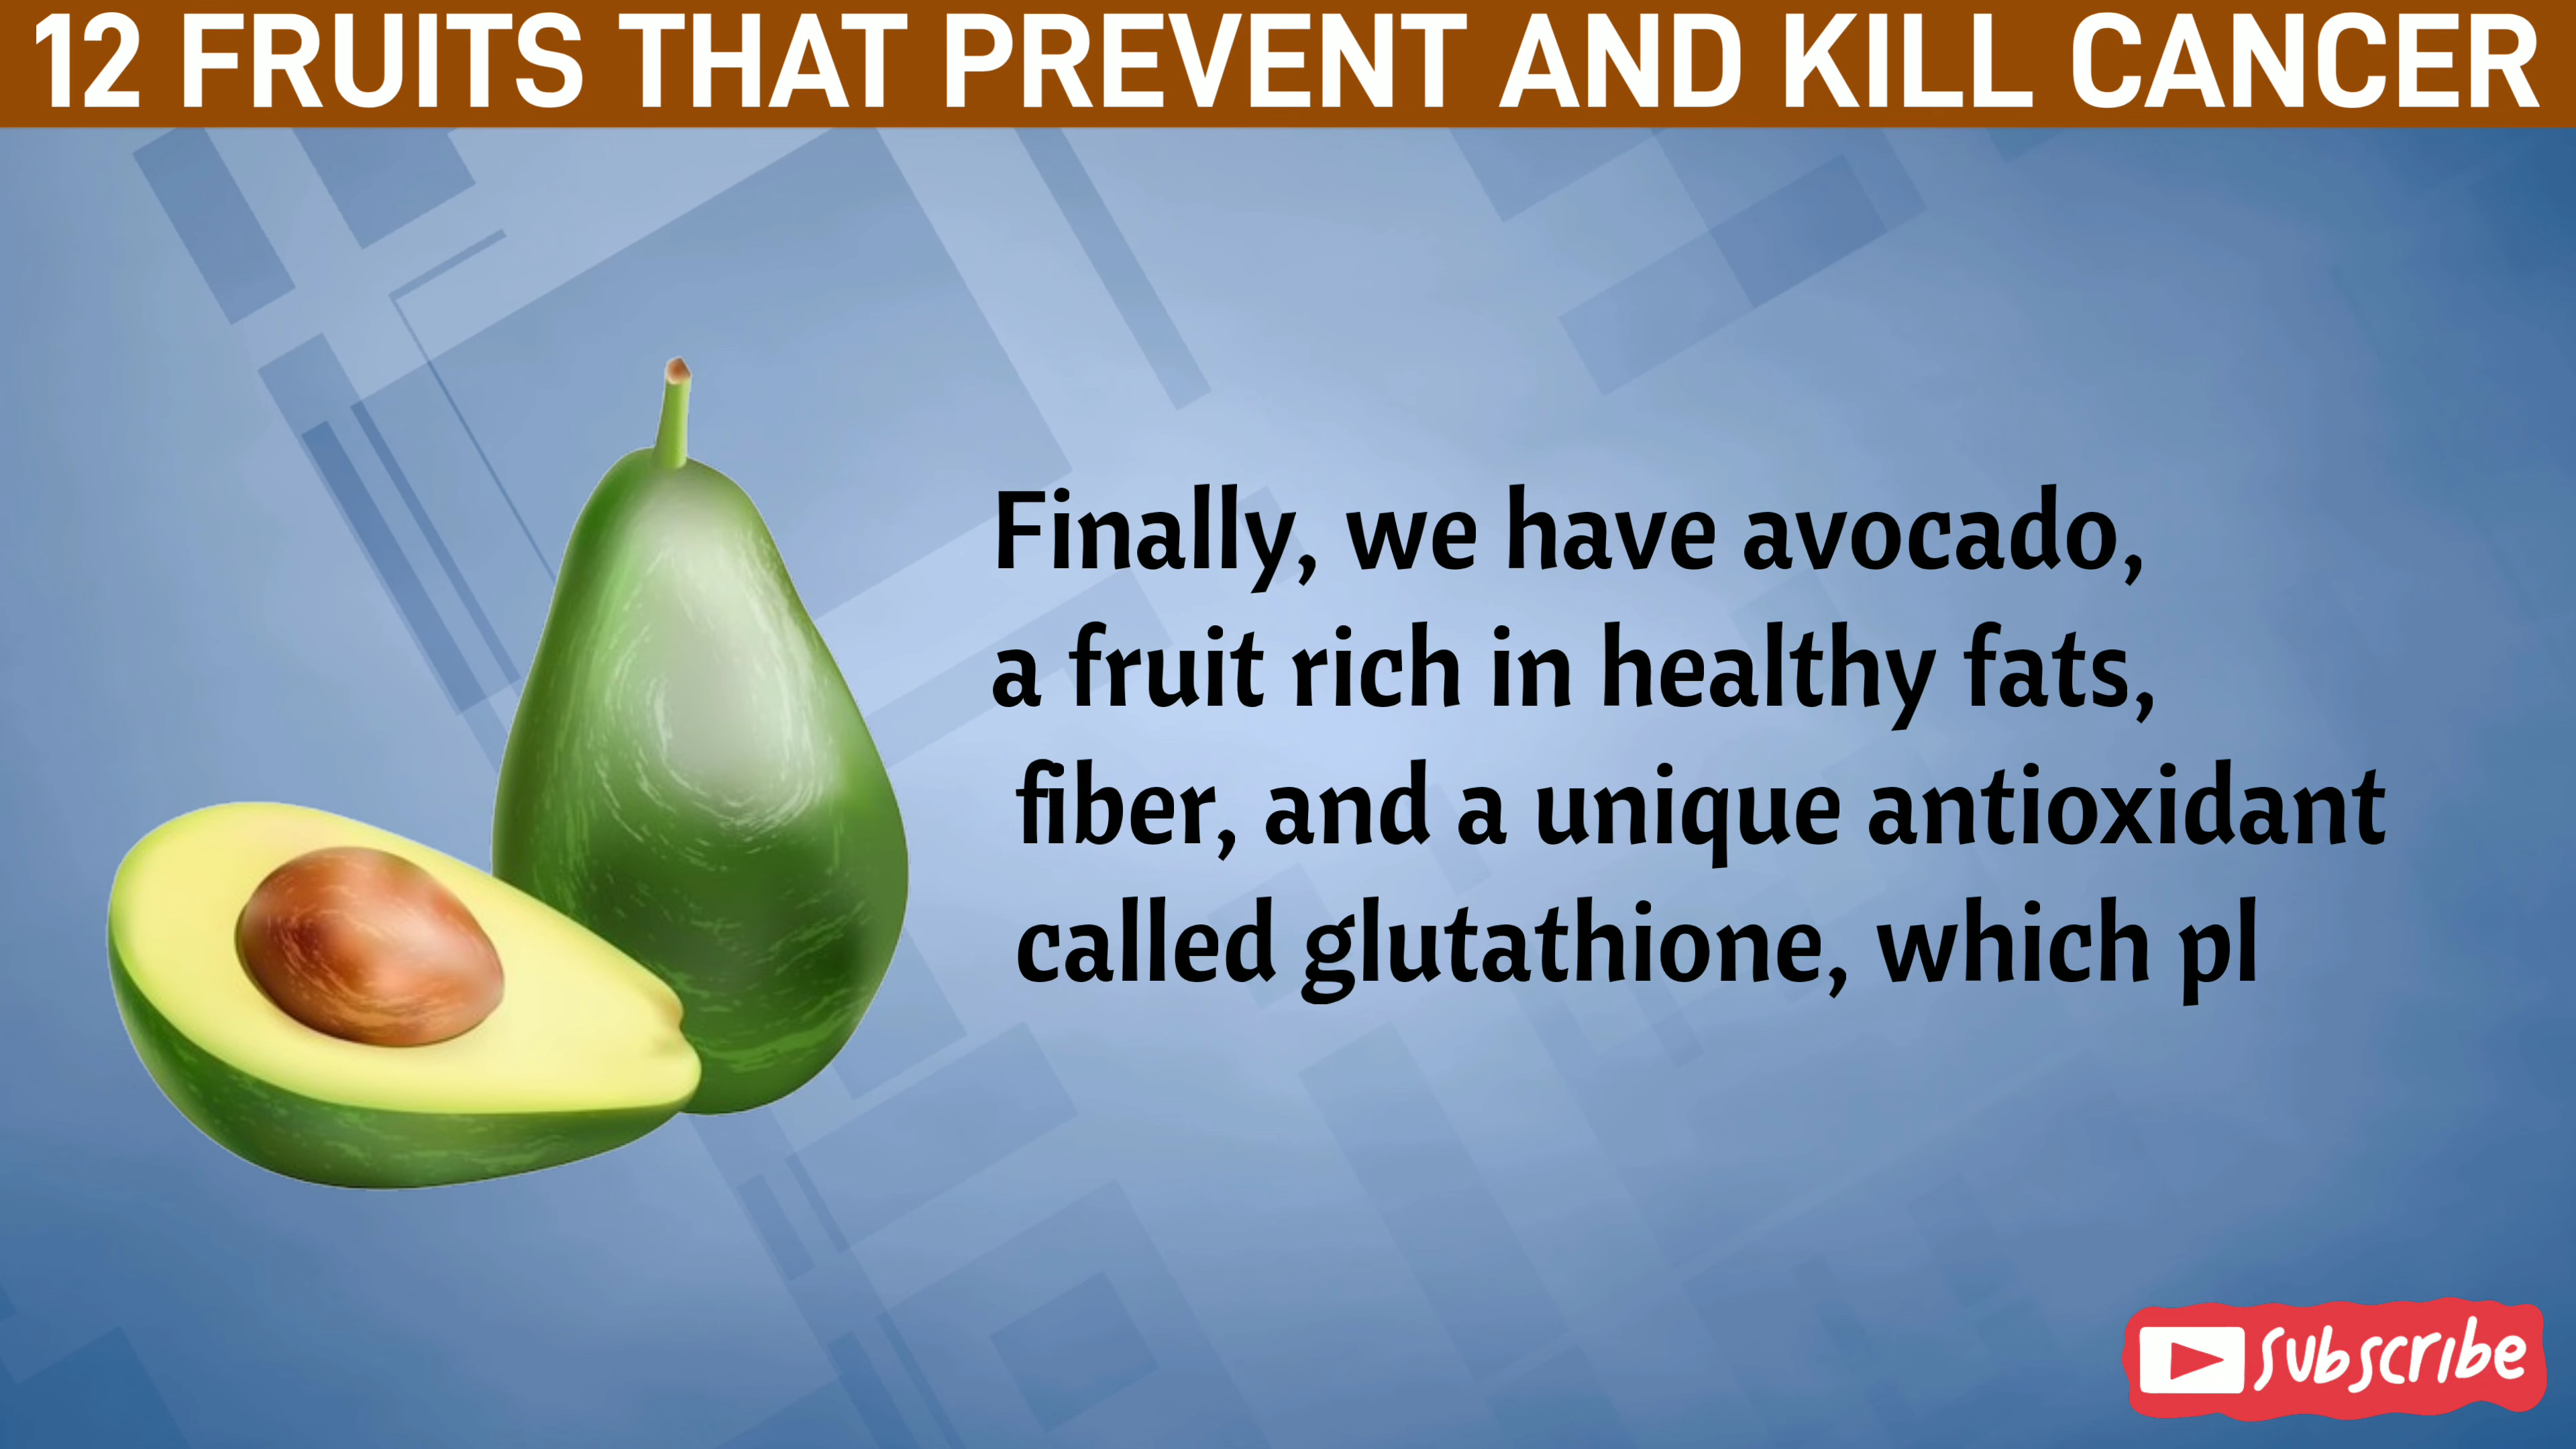 12 FRUITS THAT PREVENT AND KILL CANCER
Finally, we have avocado,
a fruit rich in healthy fats,
fiber, and a unique antioxidant
called glutathione, which pl
subscribe